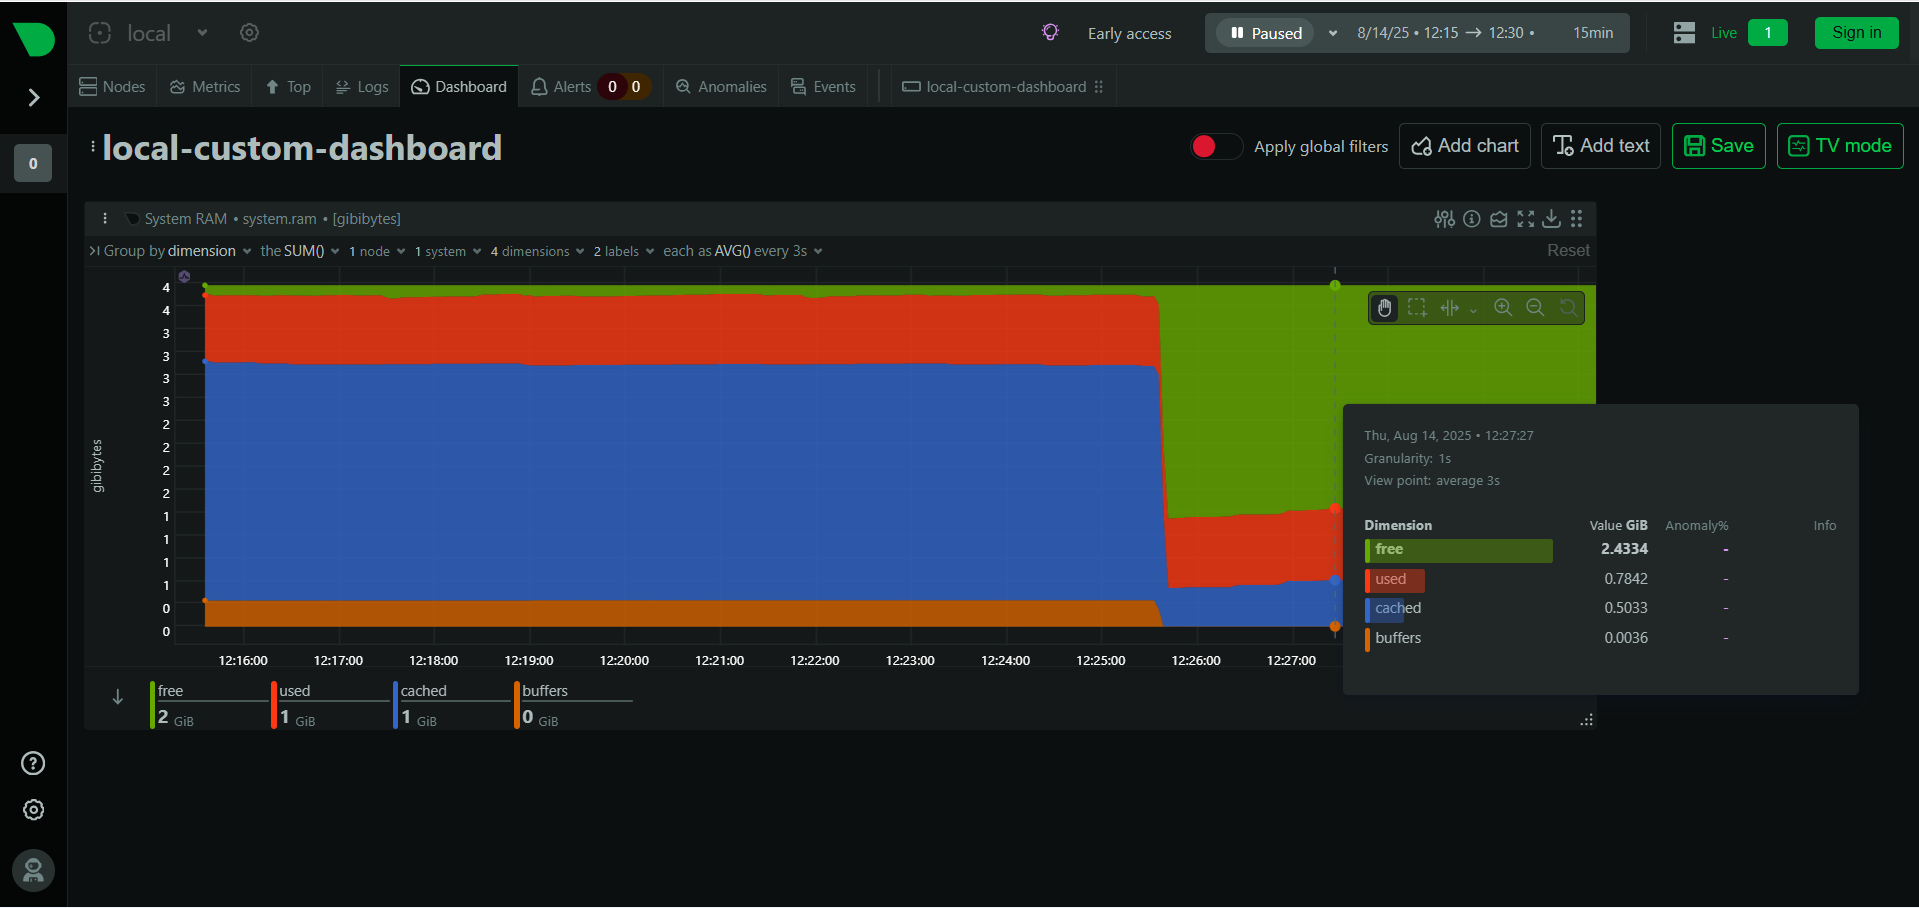 local
Early access
Paused
8/14/25 • 12:15 → 12:30 •
15min
Live
1
Sign in
Nodes
Metrics
Top
Logs
Dashboard
Alerts 0 0
Anomalies
Events
local-custom-dashboard
0
local-custom-dashboard
Apply global filters
Add chart
Add text
Save
TV mode
System RAM • system.ram • [gibibytes]
Group by dimension the SUM() 1 node 1 system 4 dimensions 2 labels each as AVG() every 3s
Reset
gibibytes
4
4
3
3
3
3
2
2
2
2
1
1
1
1
0
0
12:16:00 12:17:00 12:18:00 12:19:00 12:20:00 12:21:00 12:22:00 12:23:00 12:24:00 12:25:00 12:26:00 12:27:00
Thu, Aug 14, 2025 • 12:27:27
Granularity: 1s
View point: average 3s
Dimension Value GiB Anomaly% Info
free 2.4334 -
used 0.7842 -
cached 0.5033 -
buffers 0.0036 -
free used cached buffers
2 GiB 1 GiB 1 GiB 0 GiB